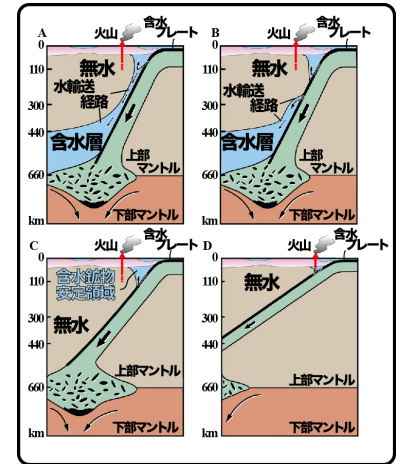 A
火山
含水
プレート
0
110
300
440
660
km
無水
水輸送
経路
含水層
上部
マントル
下部マントル
B
火山
含水
プレート
0
110
300
440
660
km
無水
水輸送
経路
含水層
上部
マントル
下部マントル
C
火山
含水
プレート
0
110
300
440
660
km
含水鉱物
安定領域
無水
上部マントル
下部マントル
D
火山
含水
プレート
0
110
300
440
660
km
無水
上部マントル
下部マントル